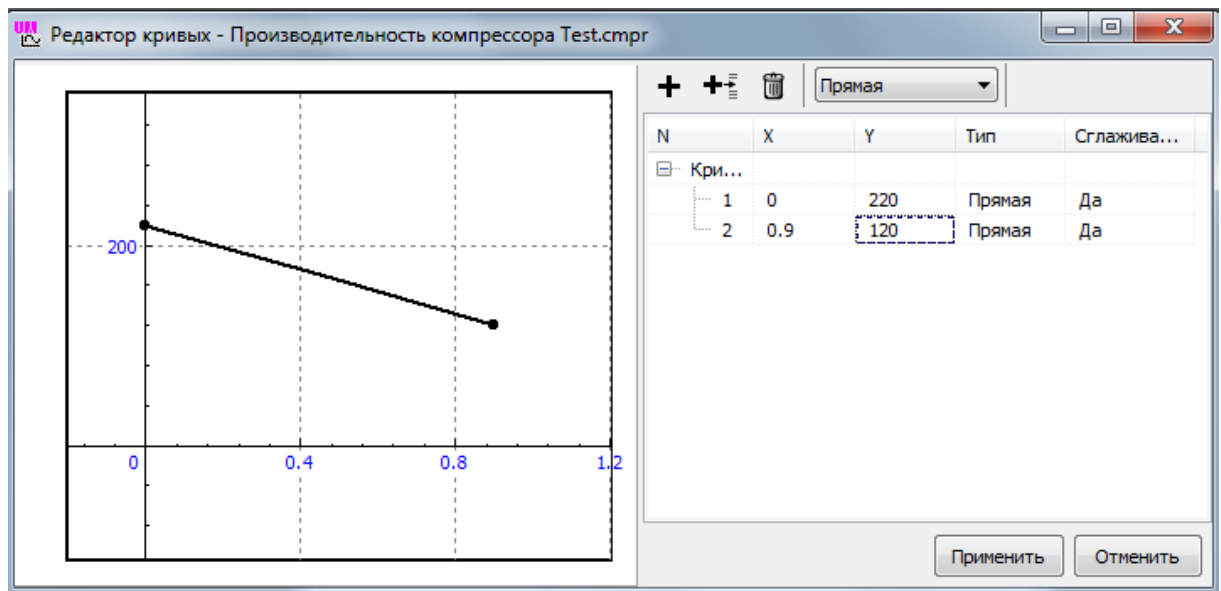 UM Редактор кривых - Производительность компрессора Test.cmpr
Прямая
N X Y Тип Сглажива...
Кри...
1 0 220 Прямая Да
2 0.9 120 Прямая Да
200
0 0.4 0.8 1.2
Применить Отменить